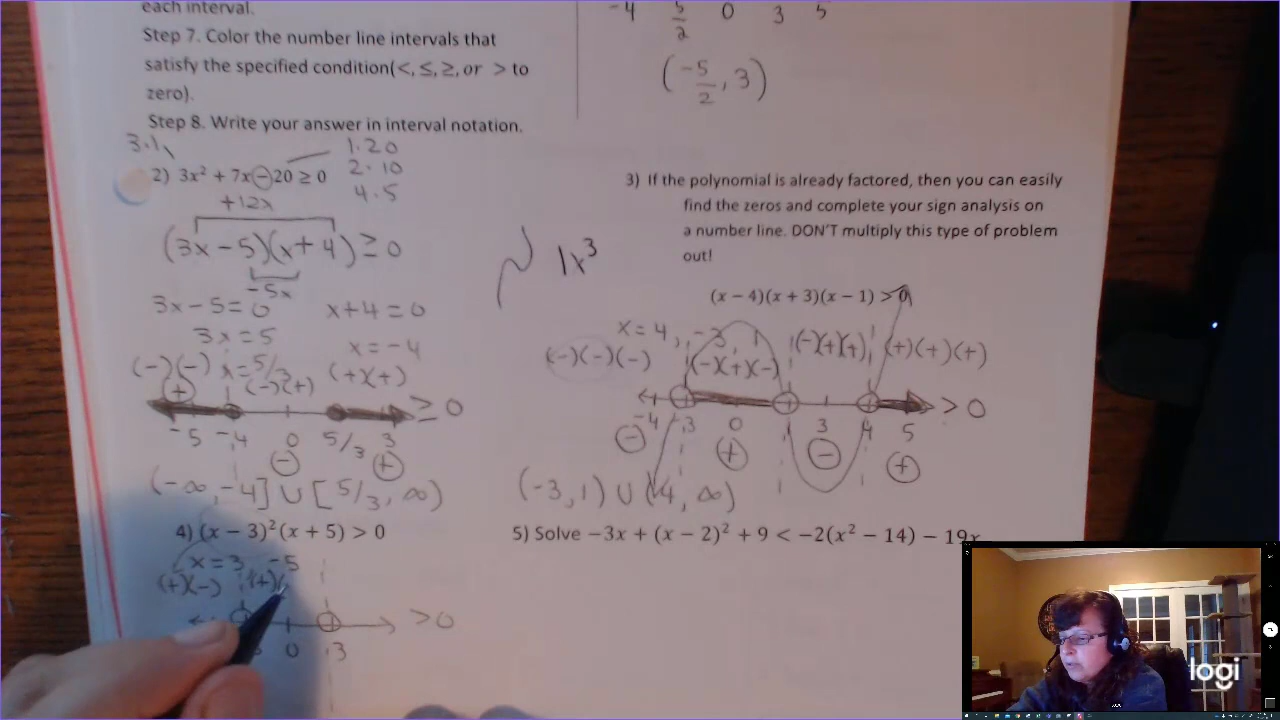 each interval.
Step 7. Color the number line intervals that
satisfy the specified condition(<, ≤, ≥, or > to
zero).
Step 8. Write your answer in interval notation.
-4 5/2 0 3 5
(-5/2, 3)
3·1
1·20
2·10
4·5
2) 3x² + 7x − 20 ≥ 0
+12x
(3x − 5)(x + 4) ≥ 0
-5x
3x − 5 = 0 x + 4 = 0
3x = 5
x = 5/3 x = -4
(-)(-) (-)(+) (+)(+)
+ ≥ 0
-5 -4 0 5/3 3
- +
(-∞, -4] ∪ [5/3, ∞)
1x³
3) If the polynomial is already factored, then you can easily
find the zeros and complete your sign analysis on
a number line. DON'T multiply this type of problem
out!
(x − 4)(x + 3)(x − 1) > 0
x = 4, -3, 1
(-)(-)(-) (-)(+)(-) (-)(+)(+) (+)(+)(+)
> 0
-4 -3 0 3 4 5
- + - +
(-3, 1) ∪ (4, ∞)
4) (x − 3)²(x + 5) > 0
x = 3, -5
(+)(-) (+)(
> 0
0 3
5) Solve −3x + (x − 2)² + 9 < −2(x² − 14) − 19x
logi